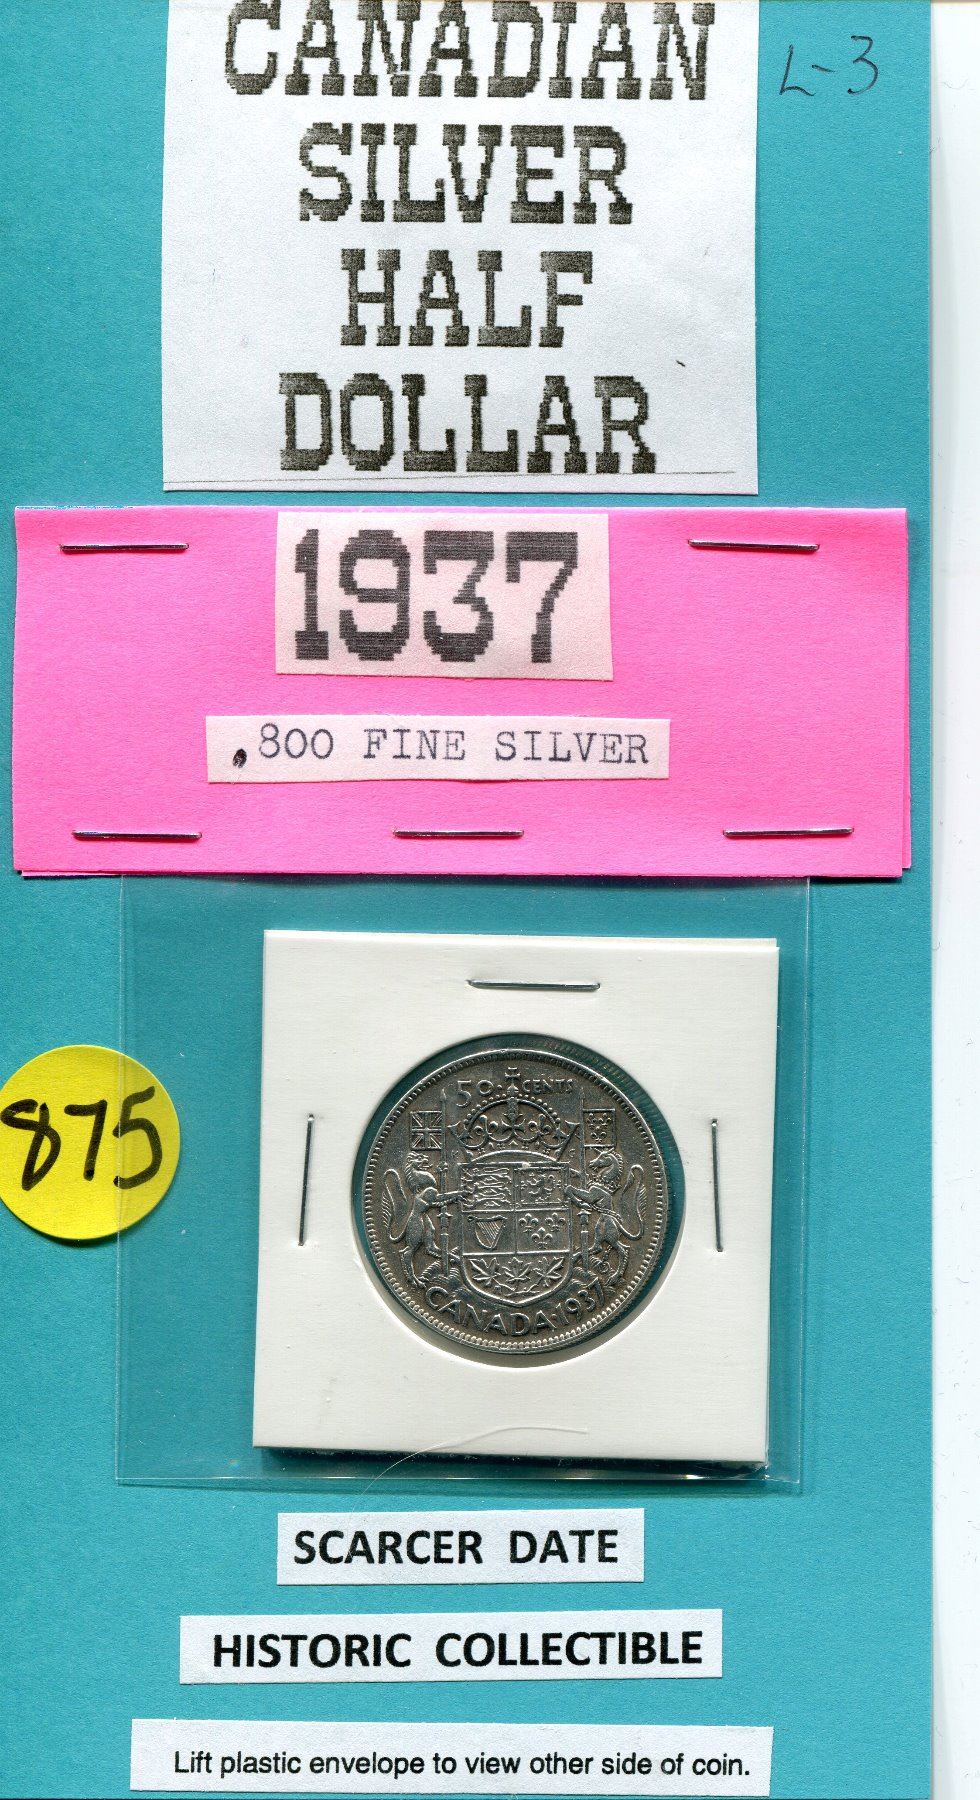 CANADIAN
L-3
SILVER
HALF
DOLLAR
1937
.800 FINE SILVER
50 CENTS
875
CANADA·1937
SCARCER DATE
HISTORIC COLLECTIBLE
Lift plastic envelope to view other side of coin.